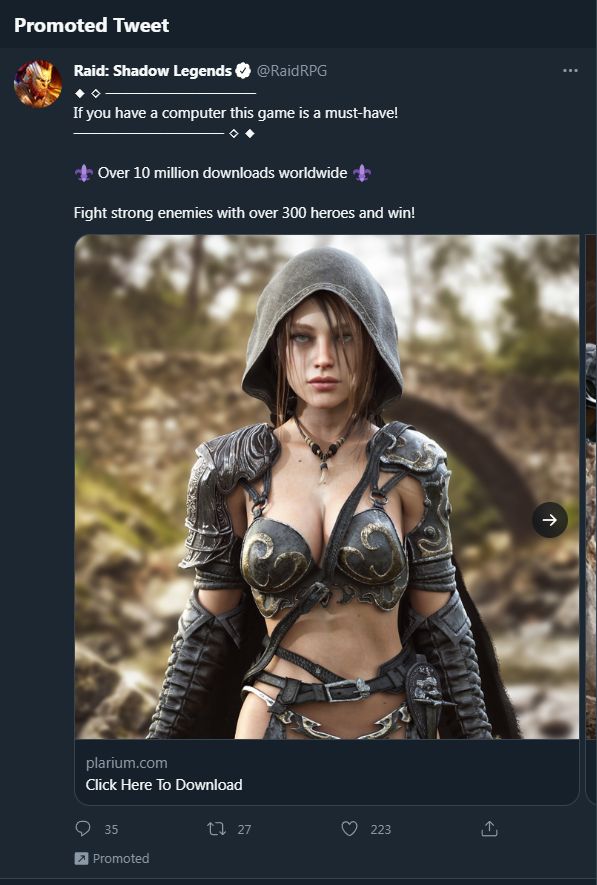 Promoted Tweet
Raid: Shadow Legends @RaidRPG
◆ ◇ ─────────────
If you have a computer this game is a must-have!
───────────── ◇ ◆
⚜ Over 10 million downloads worldwide ⚜
Fight strong enemies with over 300 heroes and win!
plarium.com
Click Here To Download
35 27 223
Promoted